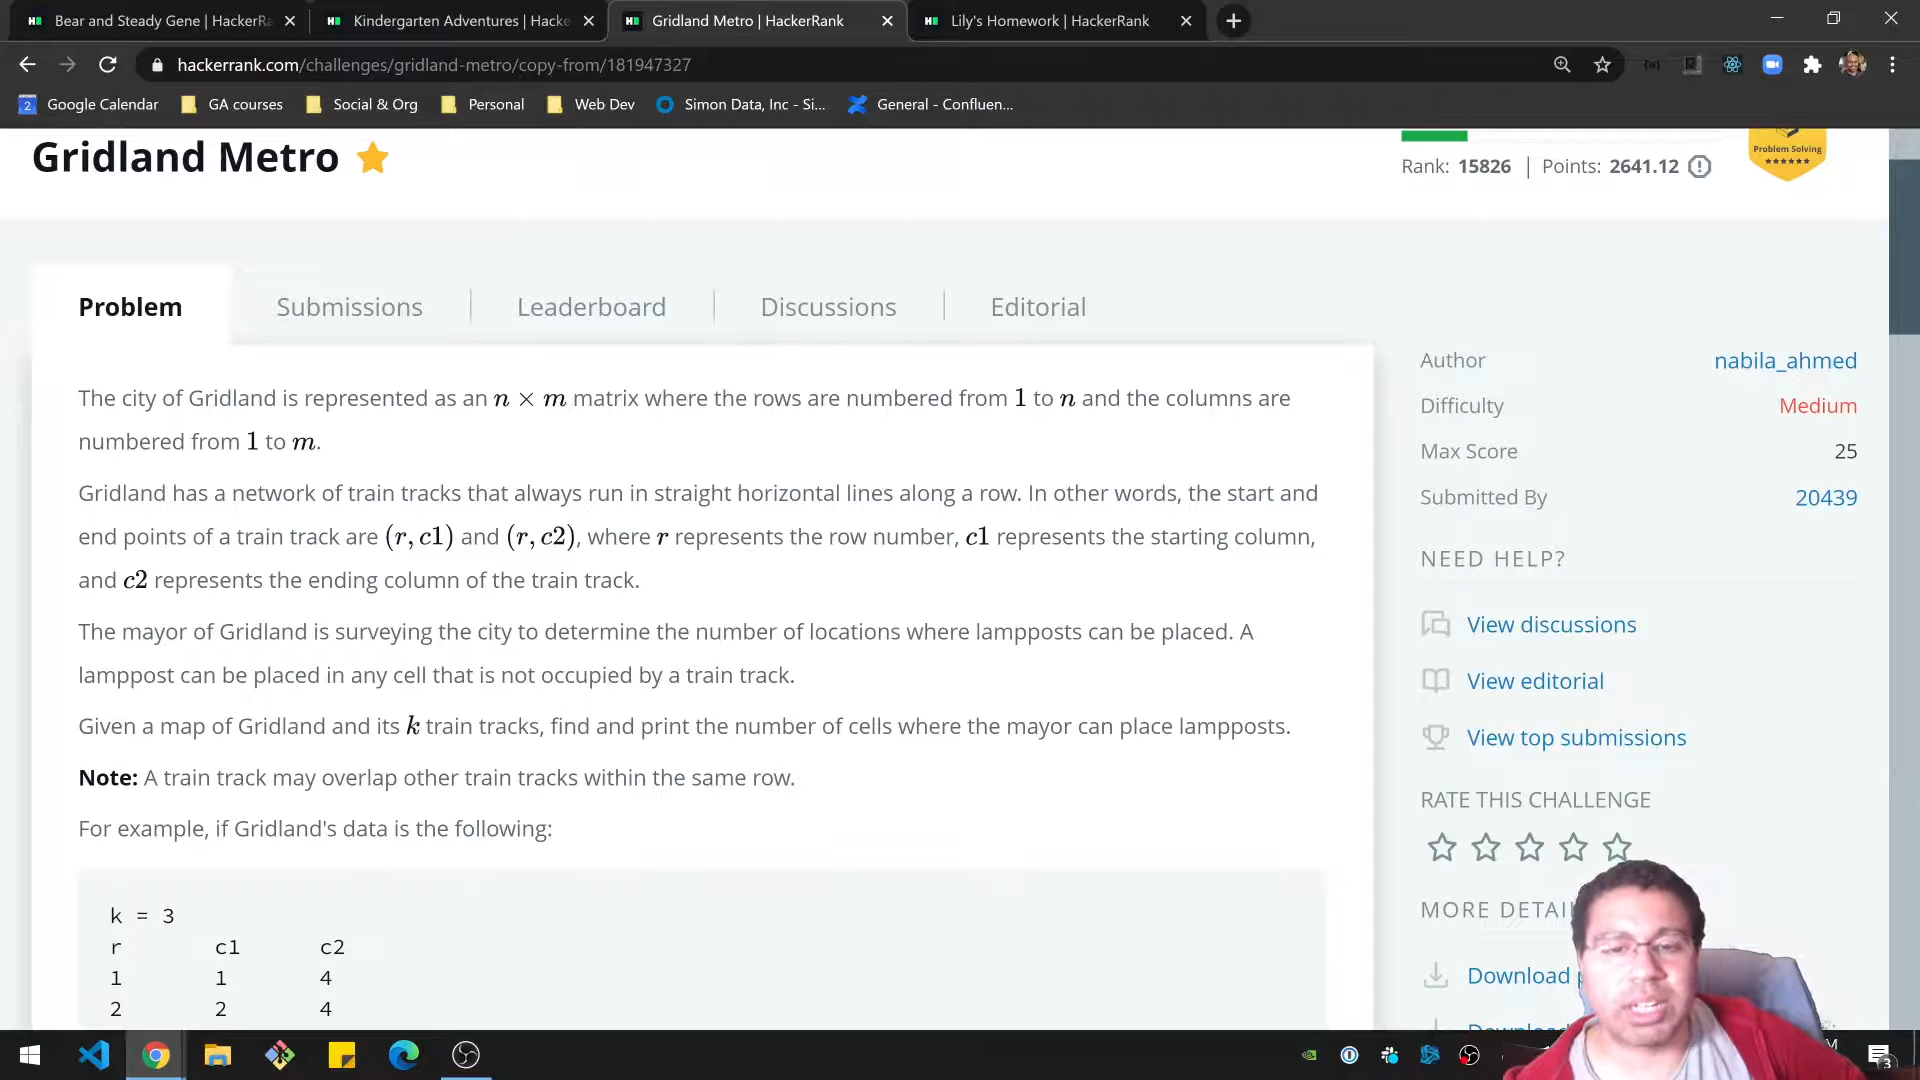 Bear and Steady Gene | HackerRa
Kindergarten Adventures | Hacke
Gridland Metro | HackerRank
Lily's Homework | HackerRank
hackerrank.com/challenges/gridland-metro/copy-from/181947327
2 Google Calendar
GA courses
Social & Org
Personal
Web Dev
Simon Data, Inc - Si...
General - Confluen...
Gridland Metro
Rank: 15826 | Points: 2641.12
Problem Solving
Problem
Submissions
Leaderboard
Discussions
Editorial
The city of Gridland is represented as an n × m matrix where the rows are numbered from 1 to n and the columns are
numbered from 1 to m.
Gridland has a network of train tracks that always run in straight horizontal lines along a row. In other words, the start and
end points of a train track are (r, c1) and (r, c2), where r represents the row number, c1 represents the starting column,
and c2 represents the ending column of the train track.
The mayor of Gridland is surveying the city to determine the number of locations where lampposts can be placed. A
lamppost can be placed in any cell that is not occupied by a train track.
Given a map of Gridland and its k train tracks, find and print the number of cells where the mayor can place lampposts.
Note: A train track may overlap other train tracks within the same row.
For example, if Gridland's data is the following:
k = 3
r c1 c2
1 1 4
2 2 4
Author nabila_ahmed
Difficulty Medium
Max Score 25
Submitted By 20439
NEED HELP?
View discussions
View editorial
View top submissions
RATE THIS CHALLENGE
MORE DETAI
Download p
Download
M
3